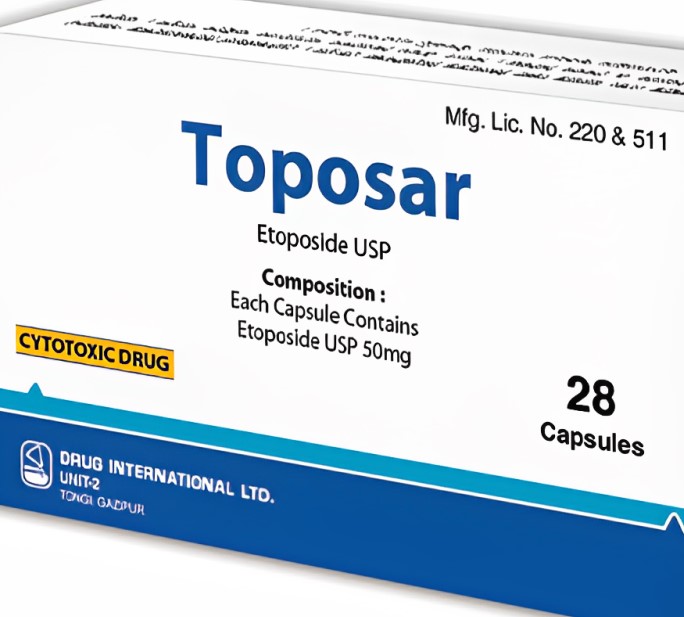 Mfg. Lic. No. 220 & 511
Toposar
Etoposide USP
Composition :
Each Capsule Contains
Etoposide USP 50mg
CYTOTOXIC DRUG
28
Capsules
DRUG INTERNATIONAL LTD.
UNIT-2